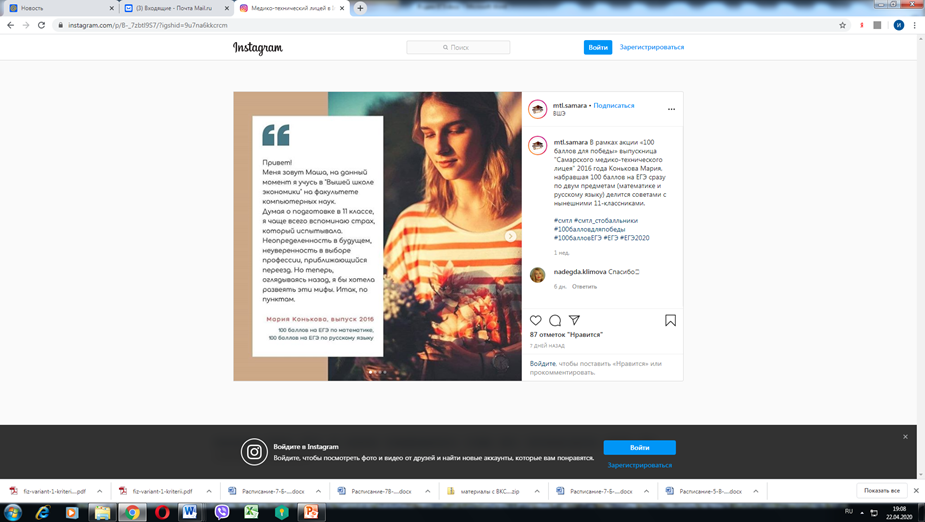 Новость
(3) Входящие - Почта Mail.ru
Медико-технический лицей в
instagram.com/p/B-_7zbtl9S7/?igshid=9u7na6kkcrcm
Instagram
Поиск
Войти
Зарегистрироваться
Привет!
Меня зовут Маша, на данный
момент я учусь в "Вышей школе
экономики" на факультете
компьютерных наук.
Думая о подготовке в 11 классе,
я чаще всего вспоминаю страх,
который испытывала.
Неопределенность в будущем,
неуверенность в выборе
профессии, приближающийся
переезд. Но теперь,
оглядываясь назад, я бы хотела
развеять эти мифы. Итак, по
пунктам.
Мария Конькова, выпуск 2016
100 баллов на ЕГЭ по математике,
100 баллов на ЕГЭ по русскому языку
mtl.samara • Подписаться
ВШЭ
mtl.samara В рамках акции «100
баллов для победы» выпускница
"Самарского медико-технического
лицея" 2016 года Конькова Мария,
набравшая 100 баллов на ЕГЭ сразу
по двум предметам (математике и
русскому языку) делится советами с
нынешними 11-классниками.
#смтл #смтл_стобалльники
#100балловдляпобеды
#100балловЕГЭ #ЕГЭ #ЕГЭ2020
1 нед.
nadegda.klimova Спасибо
6 дн. Ответить
87 отметок "Нравится"
7 ДНЕЙ НАЗАД
Войдите, чтобы поставить «Нравится» или
прокомментировать.
Войдите в Instagram
Войдите, чтобы посмотреть фото и видео от друзей и найти новые аккаунты, которые вам понравятся.
Войти
Зарегистрироваться
fiz-variant-1-kriterii....pdf
fiz-variant-1-kriterii.pdf
Расписание-7-Б-....docx
Расписание-7В-....docx
материалы с ВКС....zip
Расписание-7-Б-....docx
Расписание-5-В-....docx
Показать все
RU
19:08
22.04.2020